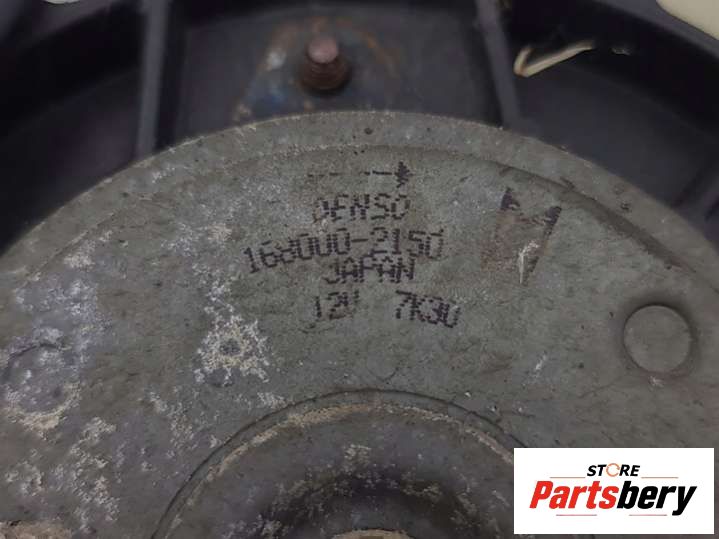 DENSO
168000-2150
JAPAN
12V 7K30
STORE
Partsbery